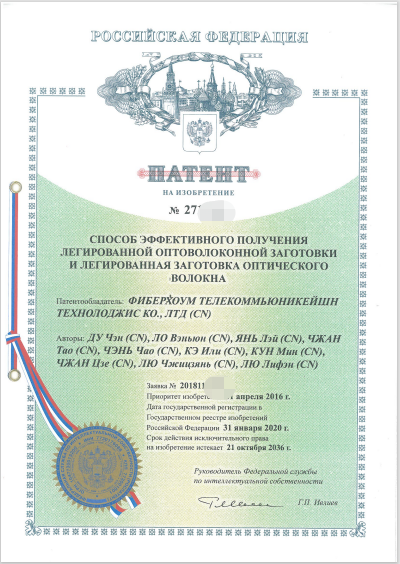 РОССИЙСКАЯ ФЕДЕРАЦИЯ
ПАТЕНТ
НА ИЗОБРЕТЕНИЕ
№ 27
СПОСОБ ЭФФЕКТИВНОГО ПОЛУЧЕНИЯ
ЛЕГИРОВАННОЙ ОПТОВОЛОКОННОЙ ЗАГОТОВКИ
И ЛЕГИРОВАННАЯ ЗАГОТОВКА ОПТИЧЕСКОГО
ВОЛОКНА
Патентообладатель: ФИБЕРХОУМ ТЕЛЕКОММЬЮНИКЕЙШН
ТЕХНОЛОДЖИС КО., ЛТД (CN)
Авторы: ДУ Чэн (CN), ЛО Вэньюн (CN), ЯНЬ Лэй (CN), ЧЖАН
Тао (CN), ЧЭНЬ Чао (CN), КЭ Или (CN), КУН Мин (CN),
ЧЖАН Цзе (CN), ЛЮ Чжицзянь (CN), ЛЮ Лифэн (CN)
Заявка № 201811
Приоритет изобретения апреля 2016 г.
Дата государственной регистрации в
Государственном реестре изобретений
Российской Федерации 31 января 2020 г.
Срок действия исключительного права
на изобретение истекает 21 октября 2036 г.
Руководитель Федеральной службы
по интеллектуальной собственности
Г.П. Ивлиев